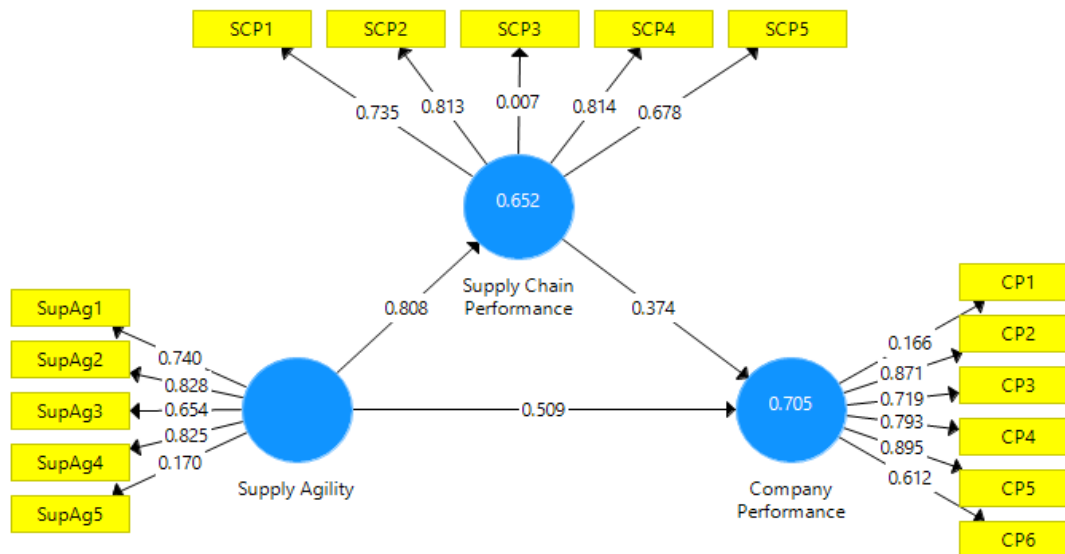 SCP1 SCP2 SCP3 SCP4 SCP5
0.735 0.813 0.007 0.814 0.678
0.652
Supply Chain
Performance
0.808
0.374
SupAg1
SupAg2
SupAg3
SupAg4
SupAg5
0.740
0.828
0.654
0.825
0.170
Supply Agility
0.509
0.705
Company
Performance
0.166
0.871
0.719
0.793
0.895
0.612
CP1
CP2
CP3
CP4
CP5
CP6